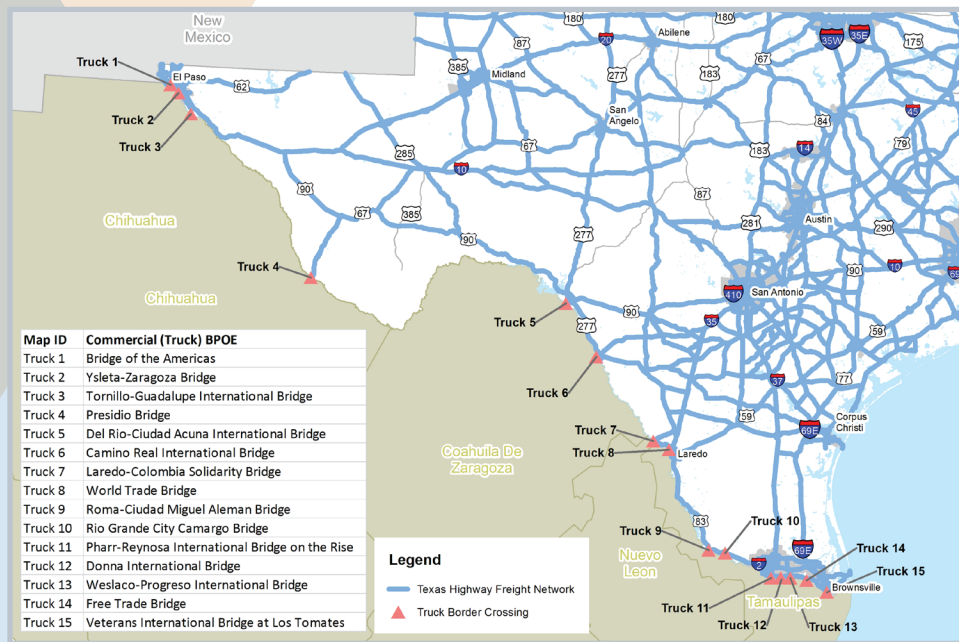 New
Mexico
180
180
35W
35E
Truck 1
87
20
Abilene
175
El Paso
385
67
62
Midland
277
183
Truck 2
San
Angelo
84
45
Truck 3
67
79
285
183
14
10
90
87
Chihuahua
67
385
281
Austin
290
277
90
Truck 4
90
10
69
Chihuahua
410
San Antonio
Truck 5
90
277
35
59
Map ID Commercial (Truck) BPOE
Truck 1 Bridge of the Americas
Truck 2 Ysleta-Zaragoza Bridge
Truck 3 Tornillo-Guadalupe International Bridge
Truck 4 Presidio Bridge
Truck 5 Del Rio-Ciudad Acuna International Bridge
Truck 6 Camino Real International Bridge
Truck 7 Laredo-Colombia Solidarity Bridge
Truck 8 World Trade Bridge
Truck 9 Roma-Ciudad Miguel Aleman Bridge
Truck 10 Rio Grande City Camargo Bridge
Truck 11 Pharr-Reynosa International Bridge on the Rise
Truck 12 Donna International Bridge
Truck 13 Weslaco-Progreso International Bridge
Truck 14 Free Trade Bridge
Truck 15 Veterans International Bridge at Los Tomates
Truck 6
37
77
59
Corpus
Christi
69E
Truck 7
Coahuila De
Zaragoza
Truck 8
Laredo
83
Truck 9
Truck 10
Nuevo
Leon
69E
Truck 14
2
Truck 15
Brownsville
Truck 11
Tamaulipas
Truck 12
Truck 13
Legend
Texas Highway Freight Network
Truck Border Crossing